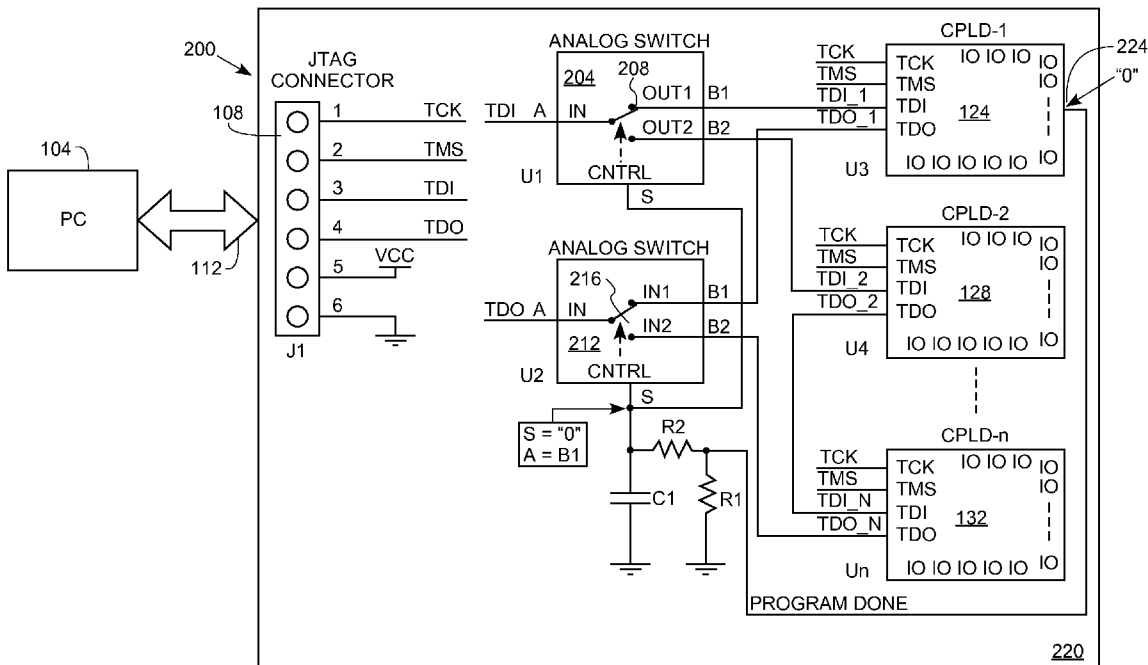 200
JTAG
CONNECTOR
108
1 TCK
2 TMS
3 TDI
4 TDO
5 VCC
6
J1
104
PC
112
ANALOG SWITCH
204
208
TDI A IN
OUT1 B1
OUT2 B2
CNTRL
U1
S
ANALOG SWITCH
216
TDO A IN
IN1 B1
IN2 B2
212
CNTRL
U2
S
S = "0"
A = B1
R2
C1
R1
CPLD-1
224
"0"
TCK TCK IO IO IO IO
TMS TMS IO
TDI_1 TDI
124
TDO_1 TDO
IO IO IO IO IO IO
U3
CPLD-2
TCK TCK IO IO IO IO
TMS TMS IO
TDI_2 TDI
128
TDO_2 TDO
IO IO IO IO IO IO
U4
CPLD-n
TCK TCK IO IO IO IO
TMS TMS IO
TDI_N TDI
132
TDO_N TDO
IO IO IO IO IO IO
Un
PROGRAM DONE
220